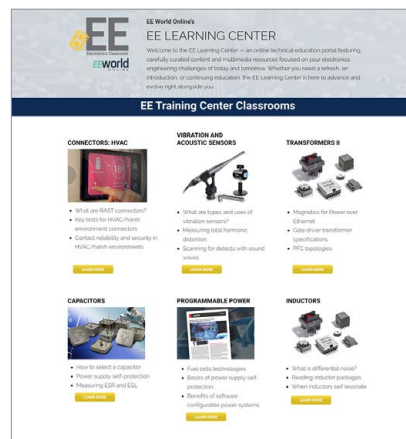 EE
Electronics Classroom
EEworld
ONLINE
EE World Online's
EE LEARNING CENTER
Welcome to the EE Learning Center — an online technical education portal featuring
carefully curated content and multimedia resources focused on your electronics
engineering challenges of today and tomorrow. Whether you need a refresh, an
introduction, or continuing education, the EE Learning Center is here to advance and
evolve right alongside you.
EE Training Center Classrooms
CONNECTORS: HVAC
• What are RAST connectors?
• Key tests for HVAC/harsh
environment connectors
• Contact reliability and security in
HVAC/harsh environments
LEARN MORE
VIBRATION AND
ACOUSTIC SENSORS
• What are types and uses of
vibration sensors?
• Measuring total harmonic
distortion
• Scanning for detects with sound
waves
LEARN MORE
TRANSFORMERS II
• Magnetics for Power over
Ethernet
• Gate driver transformer
specifications
• PFC topologies
LEARN MORE
CAPACITORS
• How to select a capacitor
• Power supply self-protection
• Measuring ESR and ESL
LEARN MORE
PROGRAMMABLE POWER
• Fuel cells technologies
• Basics of power supply self-
protection
• Benefits of software
configurable power systems
LEARN MORE
INDUCTORS
• What is differential noise?
• Reading inductor packages
• When inductors self resonate
LEARN MORE